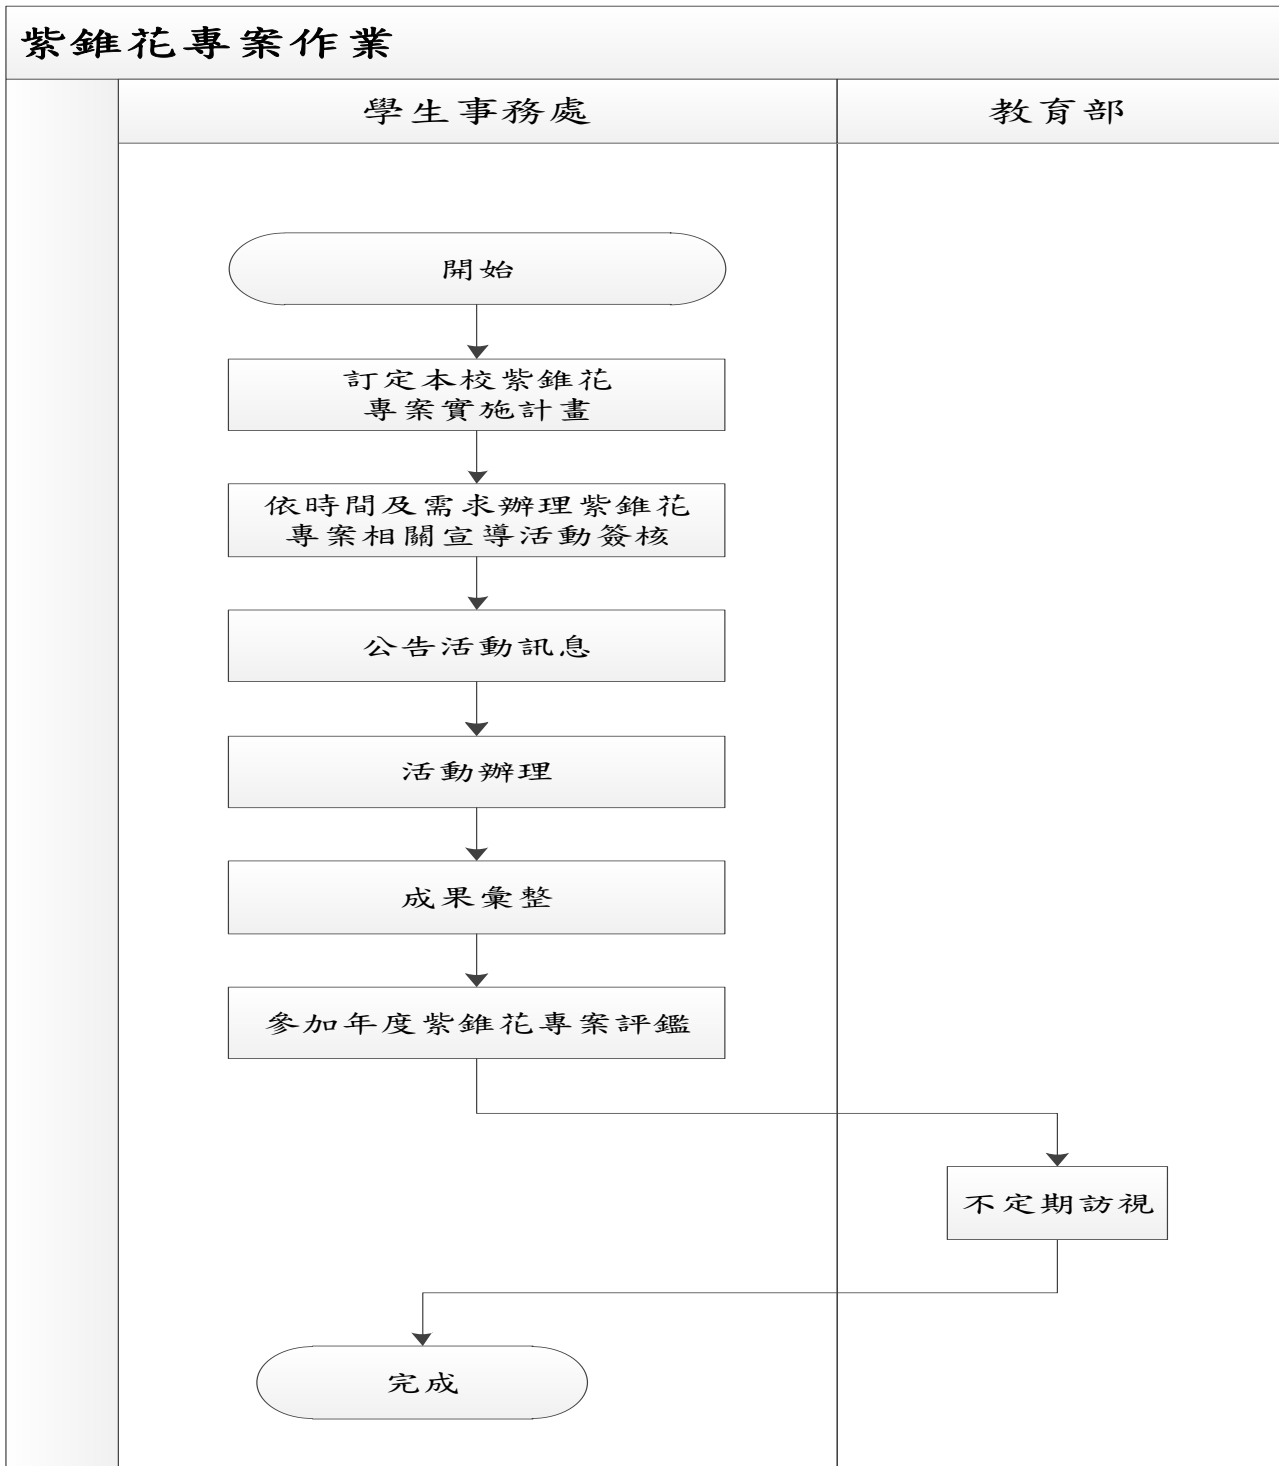 紫錐花專案作業
學生事務處
教育部
開始
訂定本校紫錐花
專案實施計畫
依時間及需求辦理紫錐花
專案相關宣導活動簽核
公告活動訊息
活動辦理
成果彙整
參加年度紫錐花專案評鑑
不定期訪視
完成